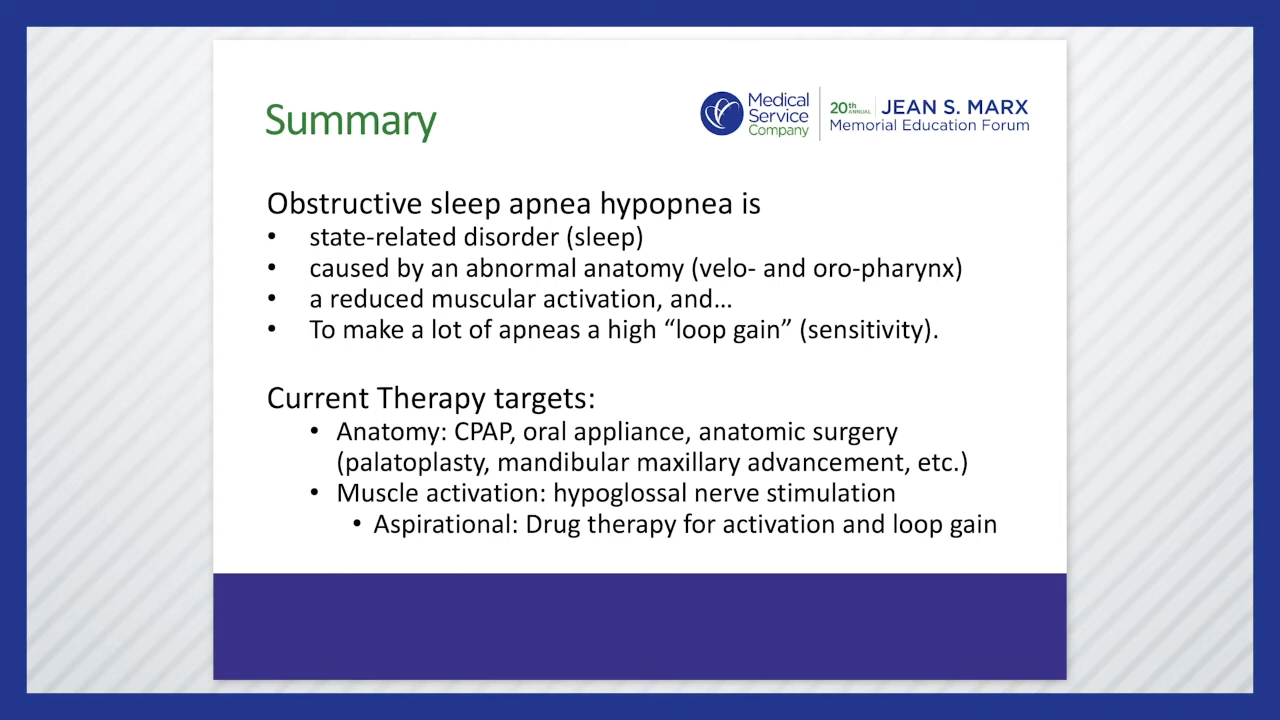 Summary
Medical
Service
Company
20th ANNUAL JEAN S. MARX
Memorial Education Forum
Obstructive sleep apnea hypopnea is
• state-related disorder (sleep)
• caused by an abnormal anatomy (velo- and oro-pharynx)
• a reduced muscular activation, and…
• To make a lot of apneas a high “loop gain” (sensitivity).
Current Therapy targets:
• Anatomy: CPAP, oral appliance, anatomic surgery
(palatoplasty, mandibular maxillary advancement, etc.)
• Muscle activation: hypoglossal nerve stimulation
• Aspirational: Drug therapy for activation and loop gain